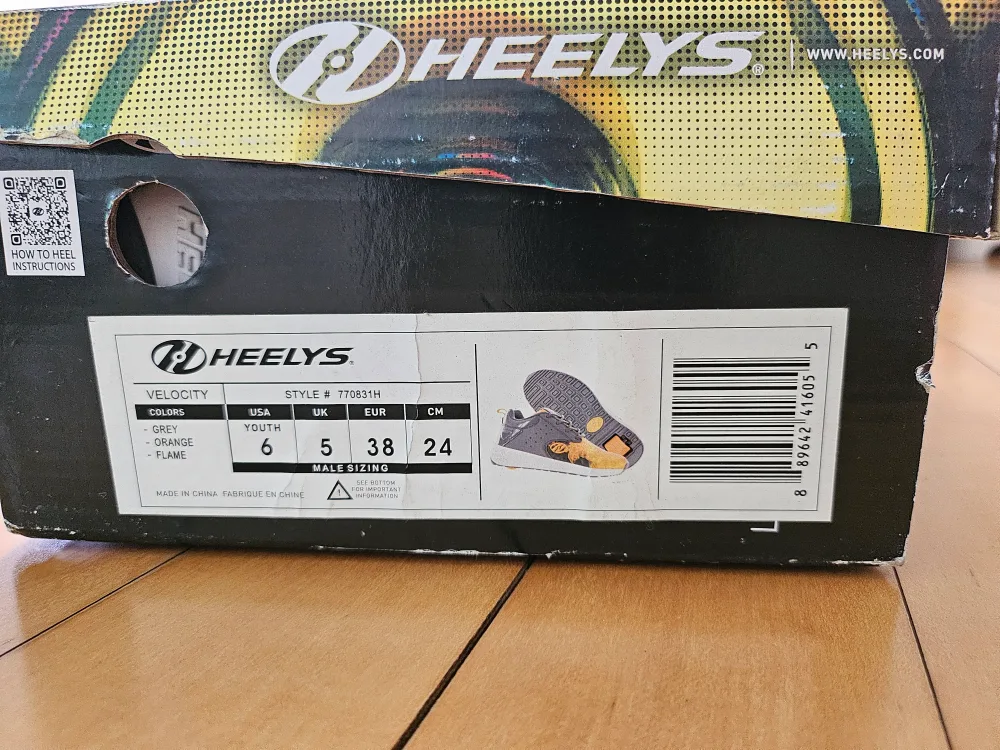 HEELYS® | WWW.HEELYS.COM
HOW TO HEEL
INSTRUCTIONS
HEELYS®
VELOCITY STYLE # 770831H
COLORS USA UK EUR CM
- GREY
- ORANGE
- FLAME
YOUTH
6 5 38 24
MALE SIZING
MADE IN CHINA FABRIQUE EN CHINE
SEE BOTTOM
FOR IMPORTANT
INFORMATION
8 89642 41605 5